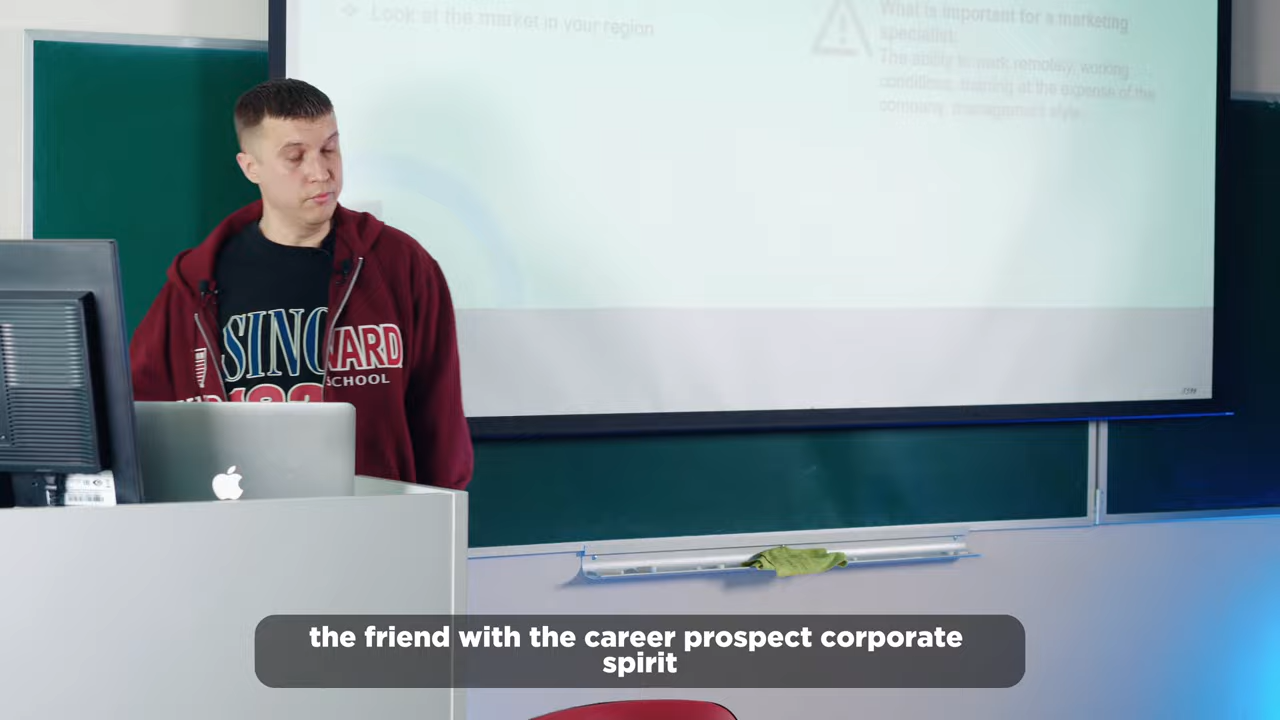 Look at the market in your region
What is important for a marketing
specialist:
The ability to work remotely, working
conditions, training at the expense of the
company, management style
SINC
VARD
SCHOOL
the friend with the career prospect corporate
spirit